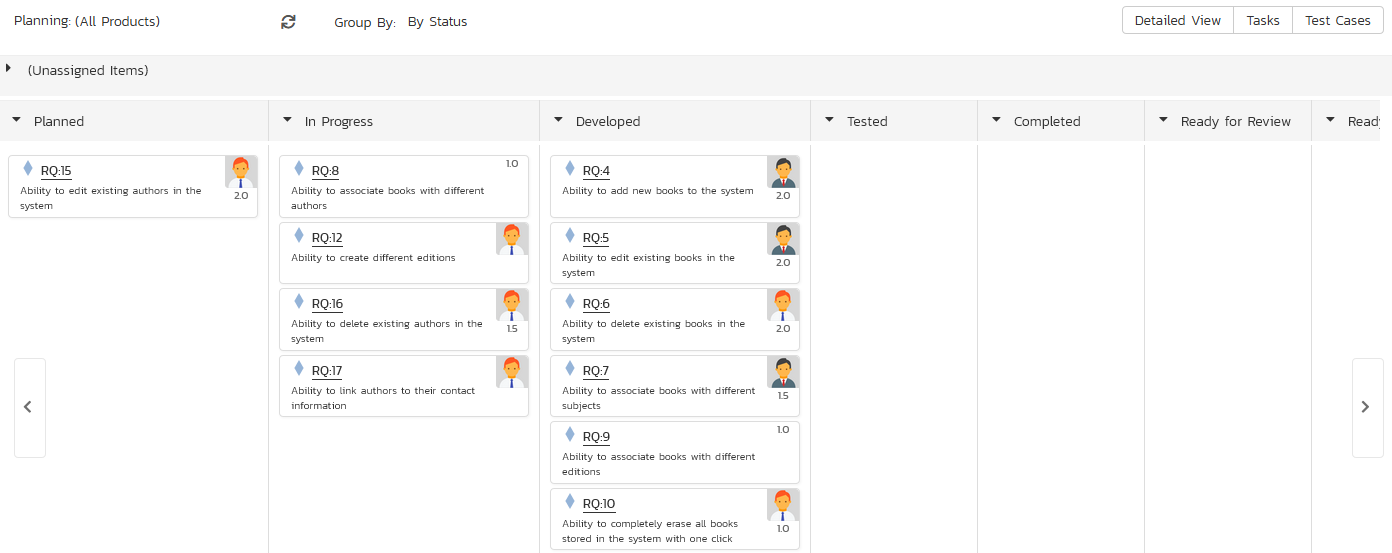 Planning: (All Products)
Group By: By Status
Detailed View
Tasks
Test Cases
(Unassigned Items)
Planned
In Progress
Developed
Tested
Completed
Ready for Review
RQ:15
Ability to edit existing authors in the
system
2.0
RQ:8
1.0
Ability to associate books with different
authors
RQ:12
Ability to create different editions
RQ:16
Ability to delete existing authors in the
system
1.5
RQ:17
Ability to link authors to their contact
information
RQ:4
Ability to add new books to the system
2.0
RQ:5
Ability to edit existing books in the
system
2.0
RQ:6
Ability to delete existing books in the
system
2.0
RQ:7
Ability to associate books with different
subjects
1.5
RQ:9
1.0
Ability to associate books with different
editions
RQ:10
Ability to completely erase all books
stored in the system with one click
1.0